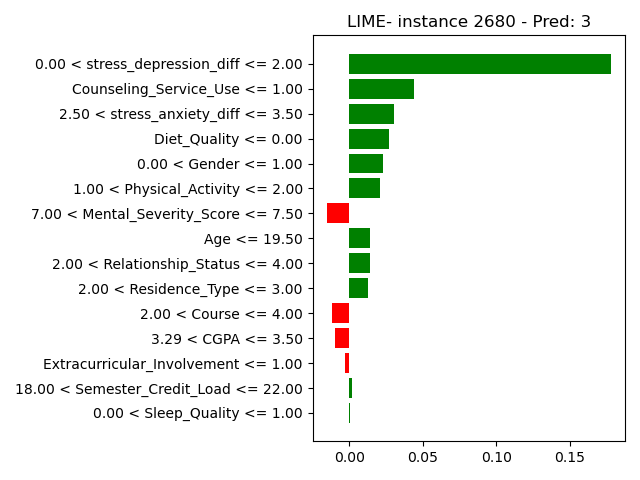 LIME- instance 2680 - Pred: 3
0.00 < stress_depression_diff <= 2.00
Counseling_Service_Use <= 1.00
2.50 < stress_anxiety_diff <= 3.50
Diet_Quality <= 0.00
0.00 < Gender <= 1.00
1.00 < Physical_Activity <= 2.00
7.00 < Mental_Severity_Score <= 7.50
Age <= 19.50
2.00 < Relationship_Status <= 4.00
2.00 < Residence_Type <= 3.00
2.00 < Course <= 4.00
3.29 < CGPA <= 3.50
Extracurricular_Involvement <= 1.00
18.00 < Semester_Credit_Load <= 22.00
0.00 < Sleep_Quality <= 1.00
0.00 0.05 0.10 0.15